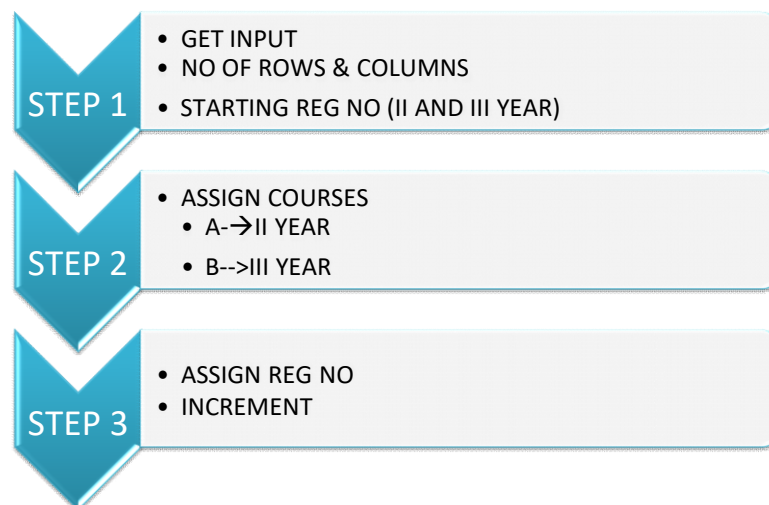 STEP 1
• GET INPUT
• NO OF ROWS & COLUMNS
• STARTING REG NO (II AND III YEAR)
STEP 2
• ASSIGN COURSES
• A-→II YEAR
• B-->III YEAR
STEP 3
• ASSIGN REG NO
• INCREMENT